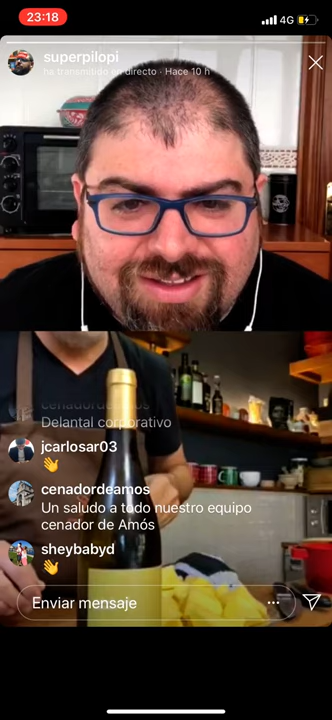 23:18
4G
superpilopi
ha transmitido en directo · Hace 10 h
cenadordeamos
Delantal corporativo
jcarlosar03
👋
cenadordeamos
Un saludo a todo nuestro equipo
cenador de Amós
sheybabyd
👋
Enviar mensaje